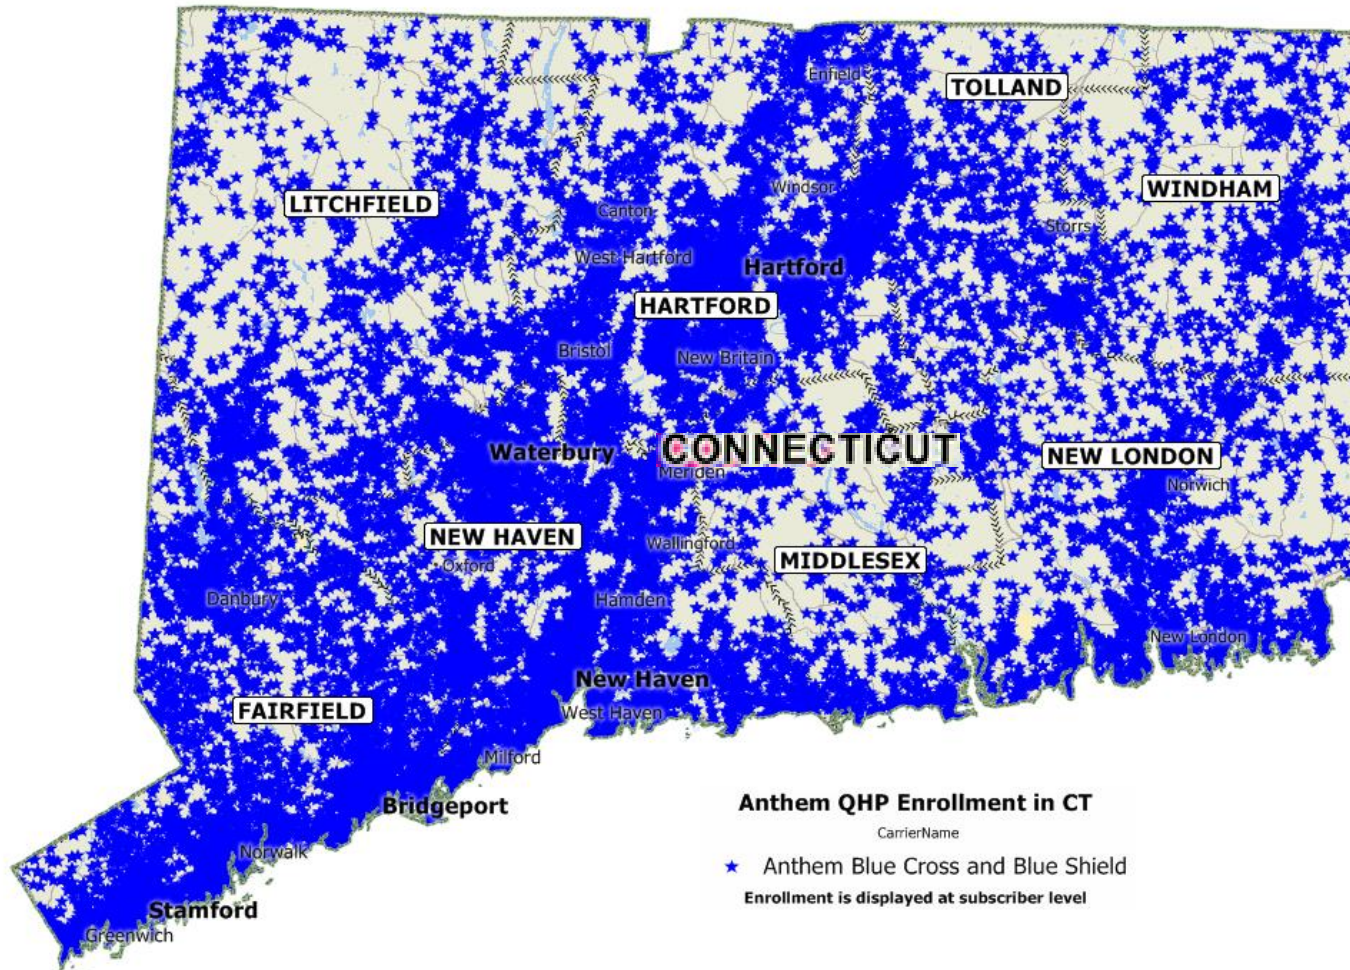 Enfield
TOLLAND
LITCHFIELD
Windsor
WINDHAM
Canton
Storrs
West Hartford
Hartford
HARTFORD
Bristol
New Britain
Waterbury
CONNECTICUT
Meriden
NEW LONDON
Norwich
NEW HAVEN
Wallingford
Oxford
MIDDLESEX
Danbury
Hamden
New London
New Haven
FAIRFIELD
West Haven
Milford
Bridgeport
Norwalk
Stamford
Greenwich
Anthem QHP Enrollment in CT
CarrierName
Anthem Blue Cross and Blue Shield
Enrollment is displayed at subscriber level